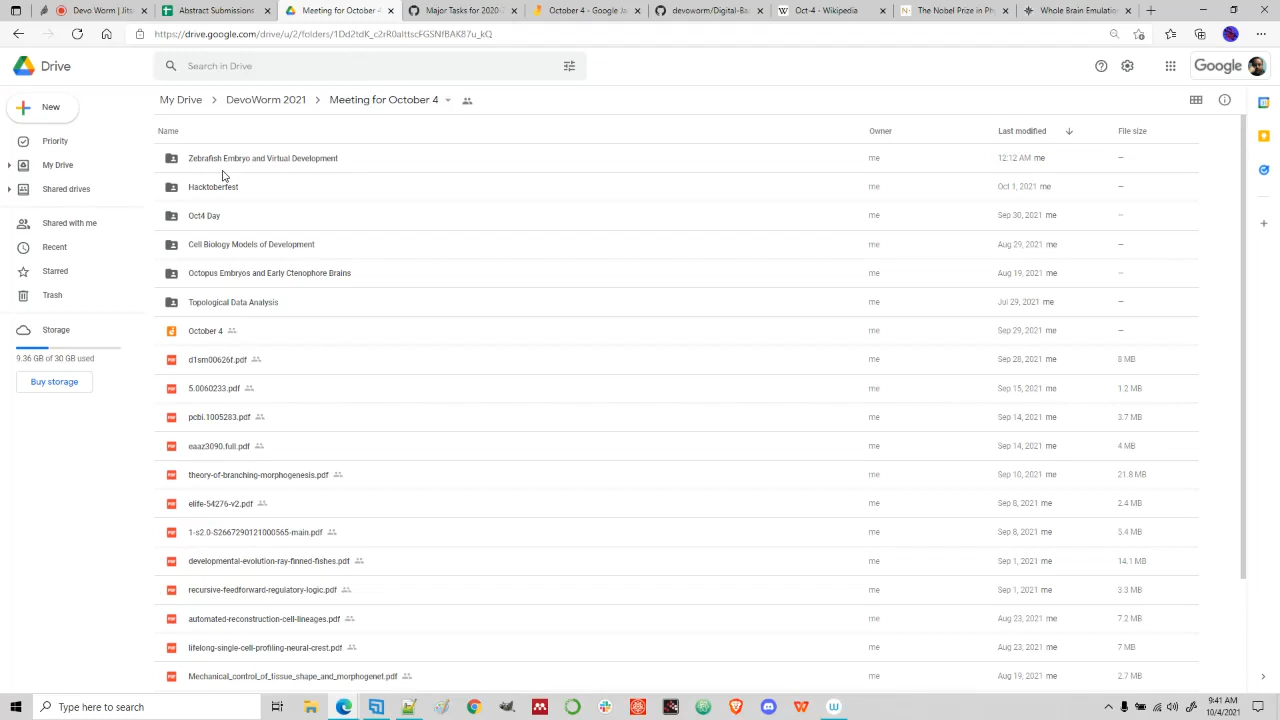 DevoWorm | Jitsi
Abstract Submissions
Meeting for October 4
Major Tasks for 2020-
October 4 - Google Je
devoworm/Digital-Ba
Oct-4 - Wikipedia
The Nobel Prize in Ph
Whole Brain Emulatio
https://drive.google.com/drive/u/2/folders/
Drive
Search in Drive
Google
New
My Drive > DevoWorm 2021 > Meeting for October 4
Name Owner Last modified File size
Priority
My Drive
Shared drives
Shared with me
Recent
Starred
Trash
Storage
9.36 GB of 30 GB used
Buy storage
Zebrafish Embryo and Virtual Development me 12:12 AM me —
Hacktoberfest me Oct 1, 2021 me —
Oct4 Day me Sep 30, 2021 me —
Cell Biology Models of Development me Aug 29, 2021 me —
Octopus Embryos and Early Ctenophore Brains me Aug 19, 2021 me —
Topological Data Analysis me Jul 29, 2021 me —
October 4 me Sep 29, 2021 me —
d1sm00626f.pdf me Sep 28, 2021 me 8 MB
5.0060233.pdf me Sep 15, 2021 me 12 MB
pcbi.1005283.pdf me Sep 14, 2021 me 3.7 MB
eaaz3090.full.pdf me Sep 14, 2021 me 4 MB
theory-of-branching-morphogenesis.pdf me Sep 10, 2021 me 21.8 MB
elife-54276-v2.pdf me Sep 8, 2021 me 2.4 MB
1-s2.0-S2667290121000565-main.pdf me Sep 8, 2021 me 5.4 MB
developmental-evolution-ray-finned-fishes.pdf me Sep 1, 2021 me 14.1 MB
recursive-feedforward-regulatory-logic.pdf me Sep 1, 2021 me 3.3 MB
automated-reconstruction-cell-lineages.pdf me Aug 23, 2021 me 7.2 MB
lifelong-single-cell-profiling-neural-crest.pdf me Aug 23, 2021 me 7 MB
Mechanical_control_of_tissue_shape_and_morphogenet.pdf me Aug 19, 2021 me 2.7 MB
Type here to search
9:41 AM
10/4/2021